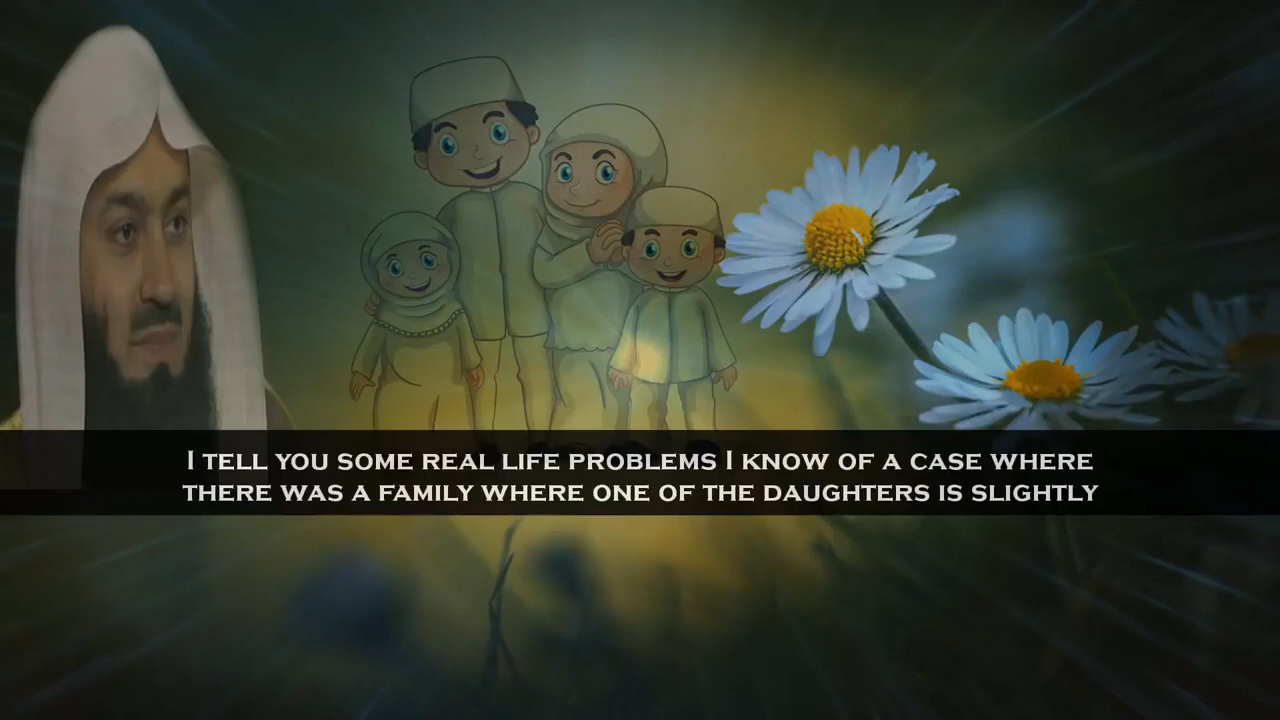 I TELL YOU SOME REAL LIFE PROBLEMS I KNOW OF A CASE WHERE
THERE WAS A FAMILY WHERE ONE OF THE DAUGHTERS IS SLIGHTLY